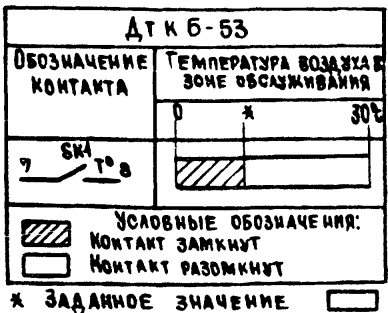 Дт к б-53
Обозначение контакта
Температура воздуха в зоне обслуживания
0 * 30°С
7 SK1 T° 8
Условные обозначения:
Контакт замкнут
Контакт разомкнут
* Заданное значение